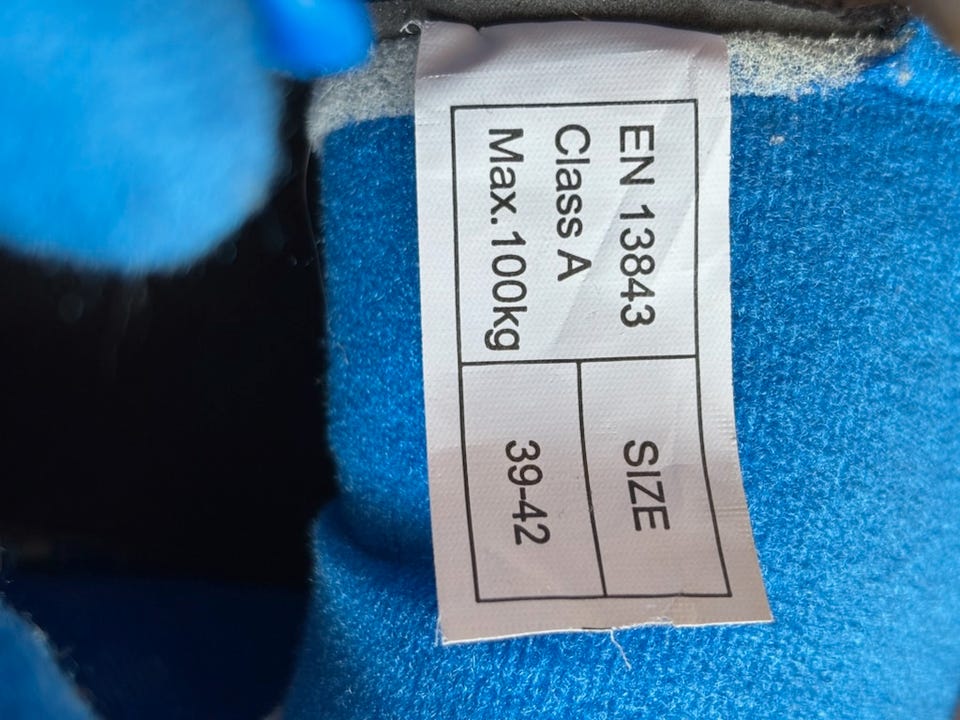 EN 13843
Class A
Max.100kg
SIZE
39-42